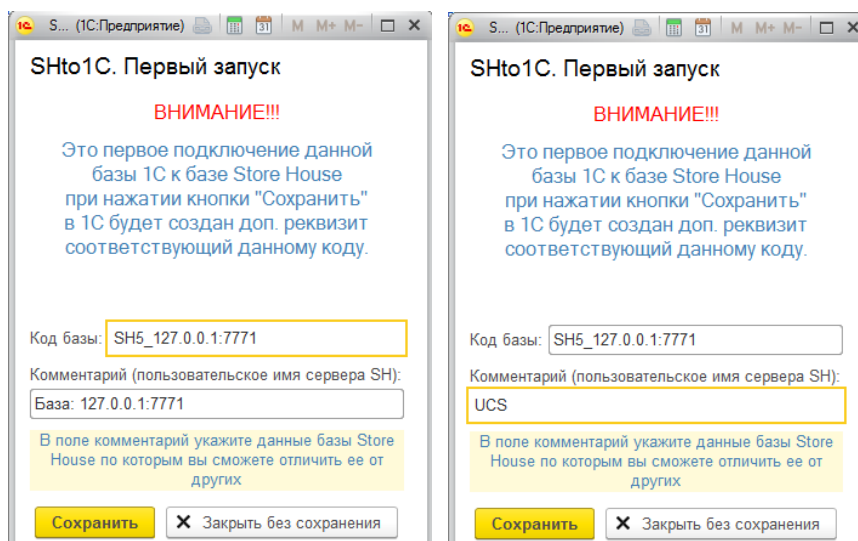 S... (1С:Предприятие) 31 M M+ M-
SHto1C. Первый запуск
ВНИМАНИЕ!!!
Это первое подключение данной
базы 1С к базе Store House
при нажатии кнопки "Сохранить"
в 1С будет создан доп. реквизит
соответствующий данному коду.
Код базы: SH5_127.0.0.1:7771
Комментарий (пользовательское имя сервера SH):
База: 127.0.0.1:7771
В поле комментарий укажите данные базы Store
House по которым вы сможете отличить ее от
других
Сохранить Закрыть без сохранения
S... (1С:Предприятие) 31 M M+ M-
SHto1C. Первый запуск
ВНИМАНИЕ!!!
Это первое подключение данной
базы 1С к базе Store House
при нажатии кнопки "Сохранить"
в 1С будет создан доп. реквизит
соответствующий данному коду.
Код базы: SH5_127.0.0.1:7771
Комментарий (пользовательское имя сервера SH):
UCS
В поле комментарий укажите данные базы Store
House по которым вы сможете отличить ее от
других
Сохранить Закрыть без сохранения